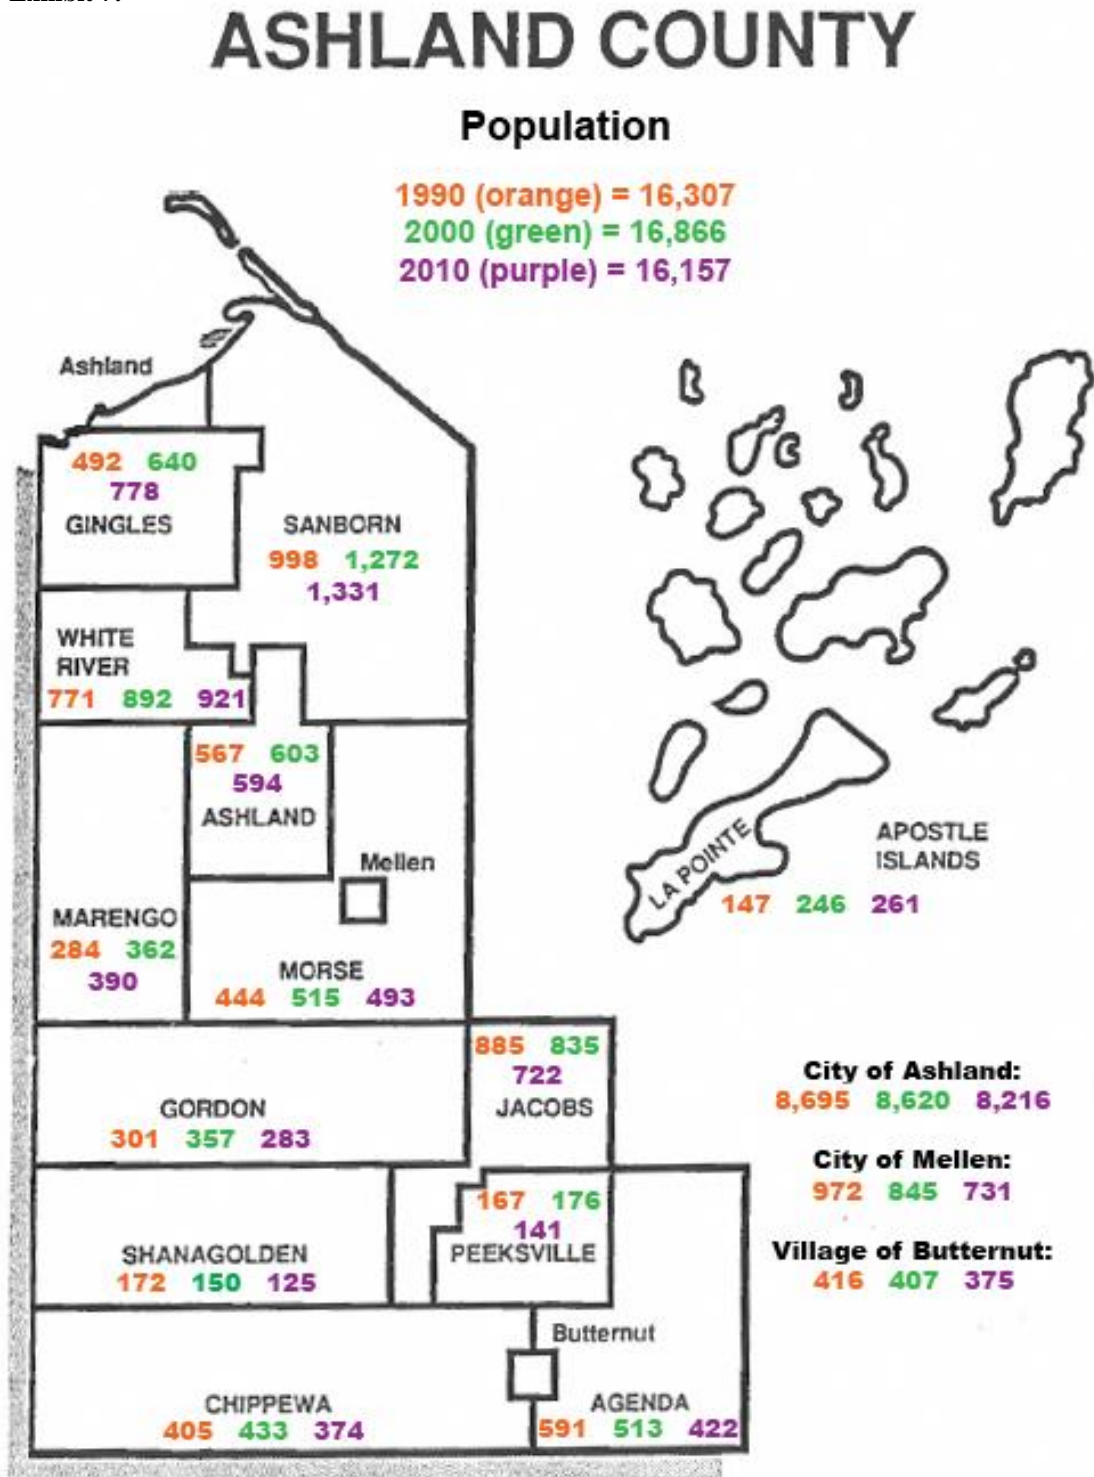 ASHLAND COUNTY
Population
1990 (orange) = 16,307
2000 (green) = 16,866
2010 (purple) = 16,157
Ashland
492 640
778
GINGLES
SANBORN
998 1,272
1,331
WHITE
RIVER
771 892 921
567 603
594
ASHLAND
Mellen
MARENGO
284 362
390
MORSE
444 515 493
LA POINTE
APOSTLE
ISLANDS
147 246 261
885 835
722
JACOBS
GORDON
301 357 283
City of Ashland:
8,695 8,620 8,216
City of Mellen:
972 845 731
Village of Butternut:
416 407 375
167 176
141
PEEKSVILLE
SHANAGOLDEN
172 150 125
Butternut
CHIPPEWA
405 433 374
AGENDA
591 513 422